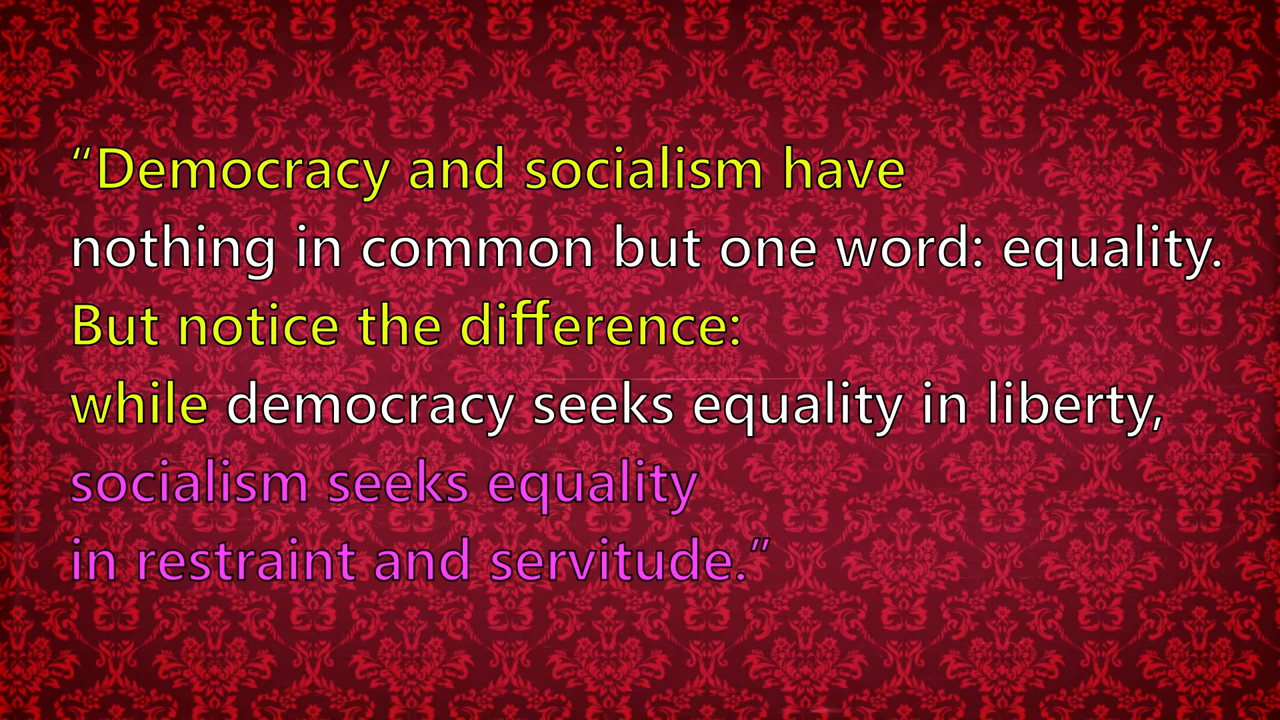 “Democracy and socialism have
nothing in common but one word: equality.
But notice the difference:
while democracy seeks equality in liberty,
socialism seeks equality
in restraint and servitude.”